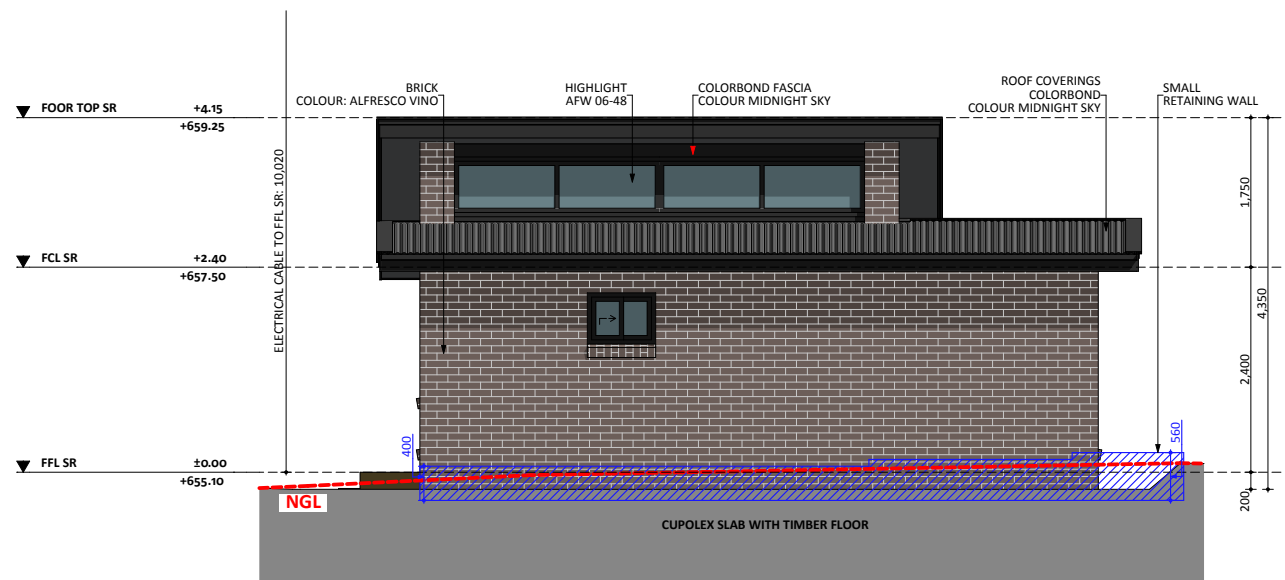 BRICK
COLOUR: ALFRESCO VINO
HIGHLIGHT
AFW 06-48
COLORBOND FASCIA
COLOUR MIDNIGHT SKY
ROOF COVERINGS
COLORBOND
COLOUR MIDNIGHT SKY
SMALL
RETAINING WALL
FOOR TOP SR +4.15
+659.25
ELECTRICAL CABLE TO FFL SR: 10,020
1,750
FCL SR +2.40
+657.50
4,350
2,400
400
560
FFL SR ±0.00
+655.10
200
NGL
CUPOLEX SLAB WITH TIMBER FLOOR